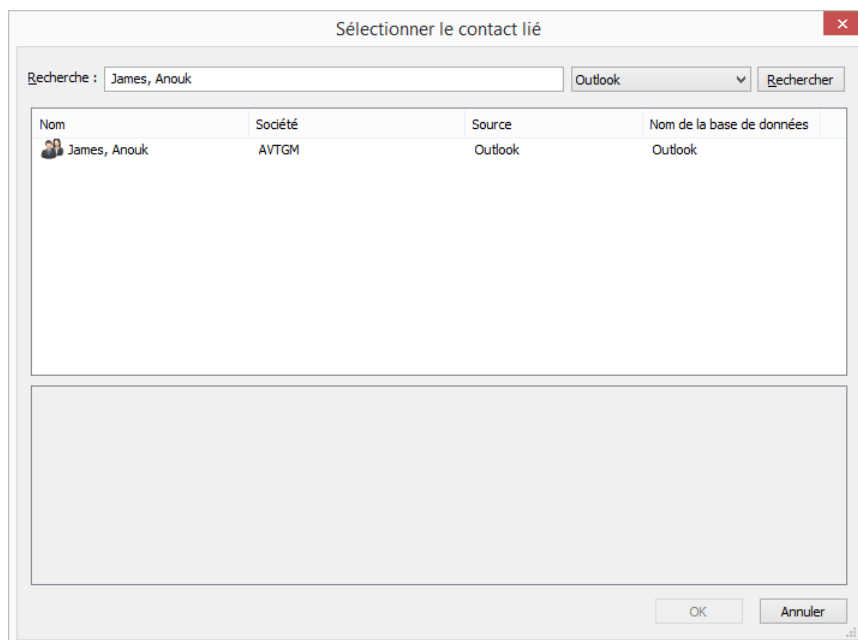 Sélectionner le contact lié
Recherche : James, Anouk Outlook Rechercher
Nom Société Source Nom de la base de données
James, Anouk AVTGM Outlook Outlook
OK Annuler